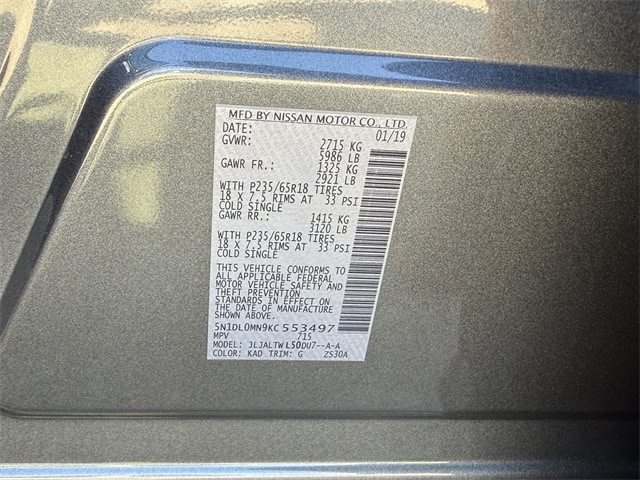 MFD BY NISSAN MOTOR CO., LTD.
DATE: 01/19
GVWR: 2715 KG
5986 LB
GAWR FR.: 1325 KG
2921 LB
WITH P235/65R18 TIRES
18 X 7.5 RIMS AT 33 PSI
COLD SINGLE
GAWR RR.: 1415 KG
3120 LB
WITH P235/65R18 TIRES
18 X 7.5 RIMS AT 33 PSI
COLD SINGLE
THIS VEHICLE CONFORMS TO
ALL APPLICABLE FEDERAL
MOTOR VEHICLE SAFETY AND
THEFT PREVENTION
STANDARDS IN EFFECT ON
THE DATE OF MANUFACTURE
SHOWN ABOVE.
5N1DL0MN9KC553497
MPV 715
MODEL: JLJALTWL50DU7--A-A
COLOR: KAD TRIM: G ZS30A